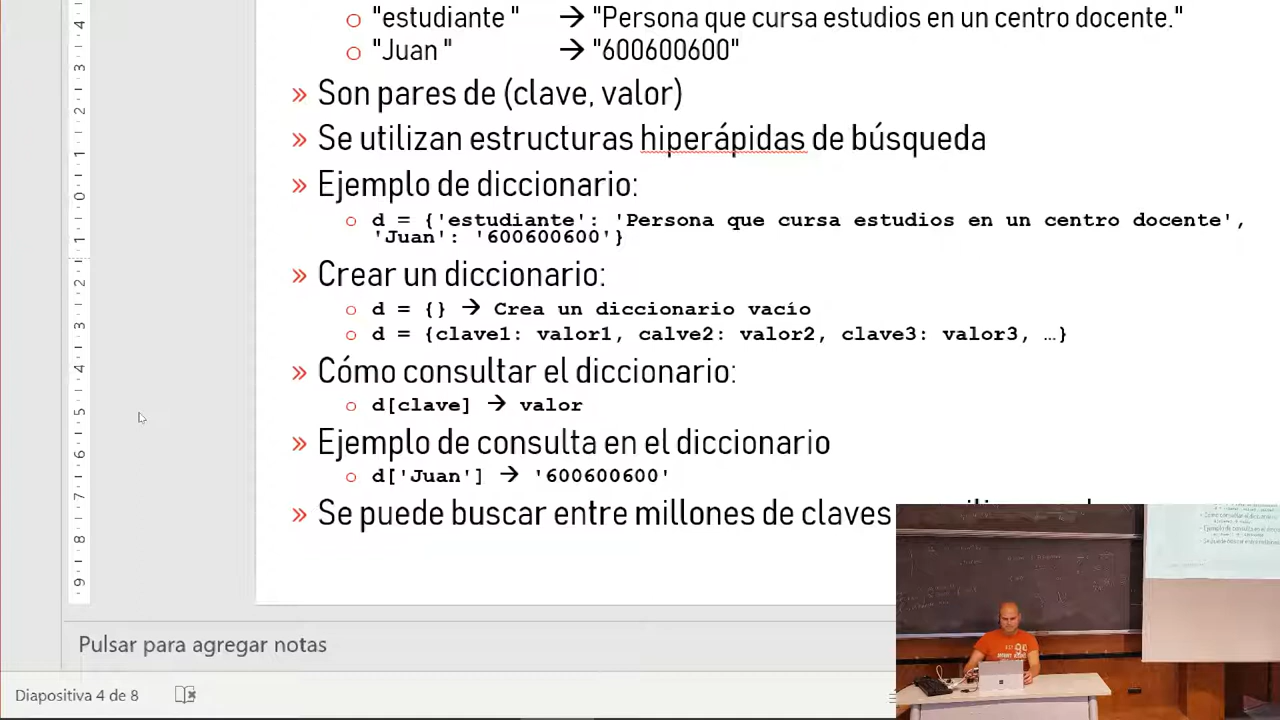 "estudiante " → "Persona que cursa estudios en un centro docente."
"Juan " → "600600600"
» Son pares de (clave, valor)
» Se utilizan estructuras hiperápidas de búsqueda
» Ejemplo de diccionario:
d = {'estudiante': 'Persona que cursa estudios en un centro docente',
'Juan': '600600600'}
» Crear un diccionario:
d = {} → Crea un diccionario vacío
d = {clave1: valor1, calve2: valor2, clave3: valor3, …}
» Cómo consultar el diccionario:
d[clave] → valor
» Ejemplo de consulta en el diccionario
d['Juan'] → '600600600'
» Se puede buscar entre millones de claves
Pulsar para agregar notas
Diapositiva 4 de 8